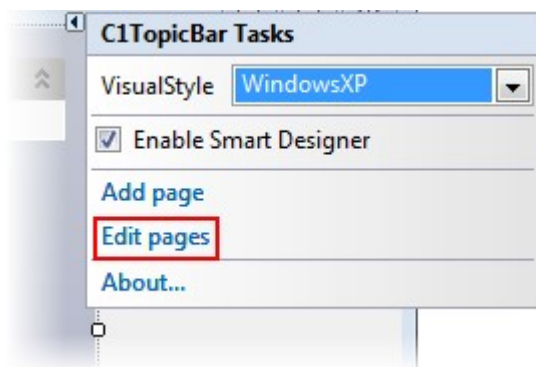 C1TopicBar Tasks
VisualStyle WindowsXP
Enable Smart Designer
Add page
Edit pages
About...